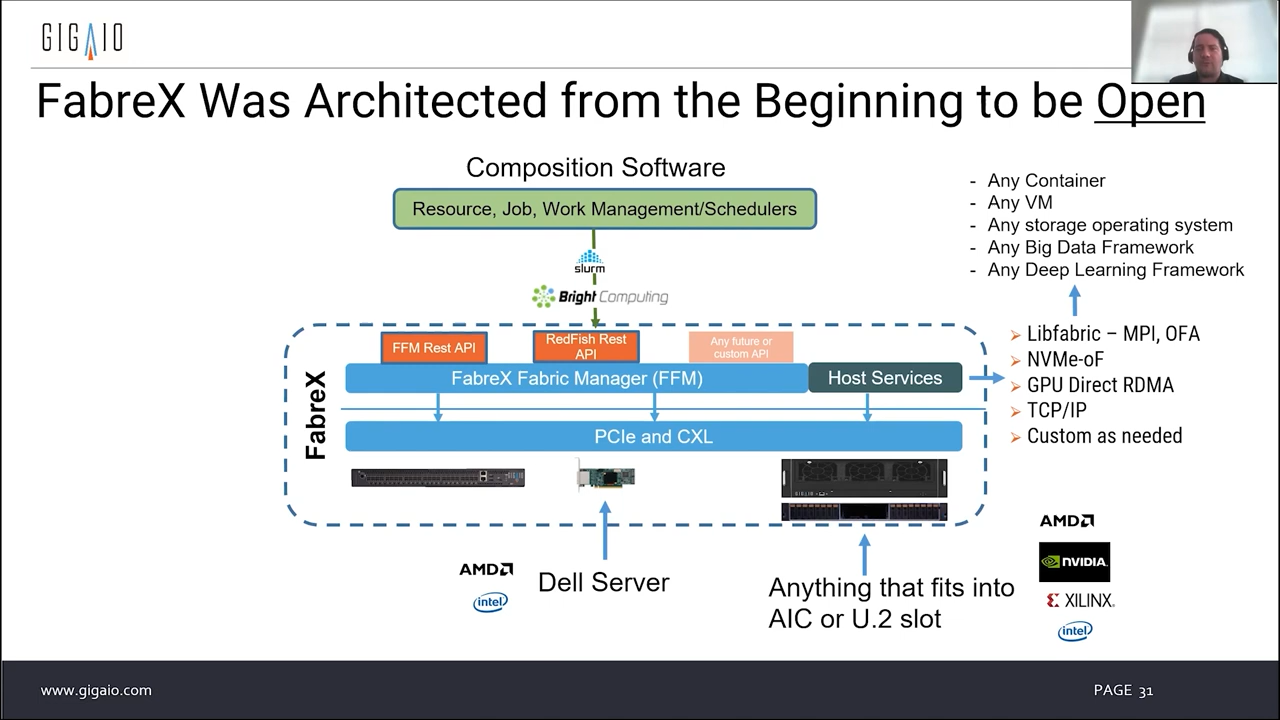 GIGAIO
FabreX Was Architected from the Beginning to be Open
Composition Software
Resource, Job, Work Management/Schedulers
slurm
Bright Computing
- Any Container
- Any VM
- Any storage operating system
- Any Big Data Framework
- Any Deep Learning Framework
FabreX
FFM Rest API
RedFish Rest
API
Any future or
custom API
FabreX Fabric Manager (FFM)
Host Services
PCIe and CXL
GIGAIO
➢ Libfabric – MPI, OFA
➢ NVMe-oF
➢ GPU Direct RDMA
➢ TCP/IP
➢ Custom as needed
AMD
intel
Dell Server
Anything that fits into
AIC or U.2 slot
AMD
NVIDIA.
XILINX.
intel
www.gigaio.com
PAGE 31